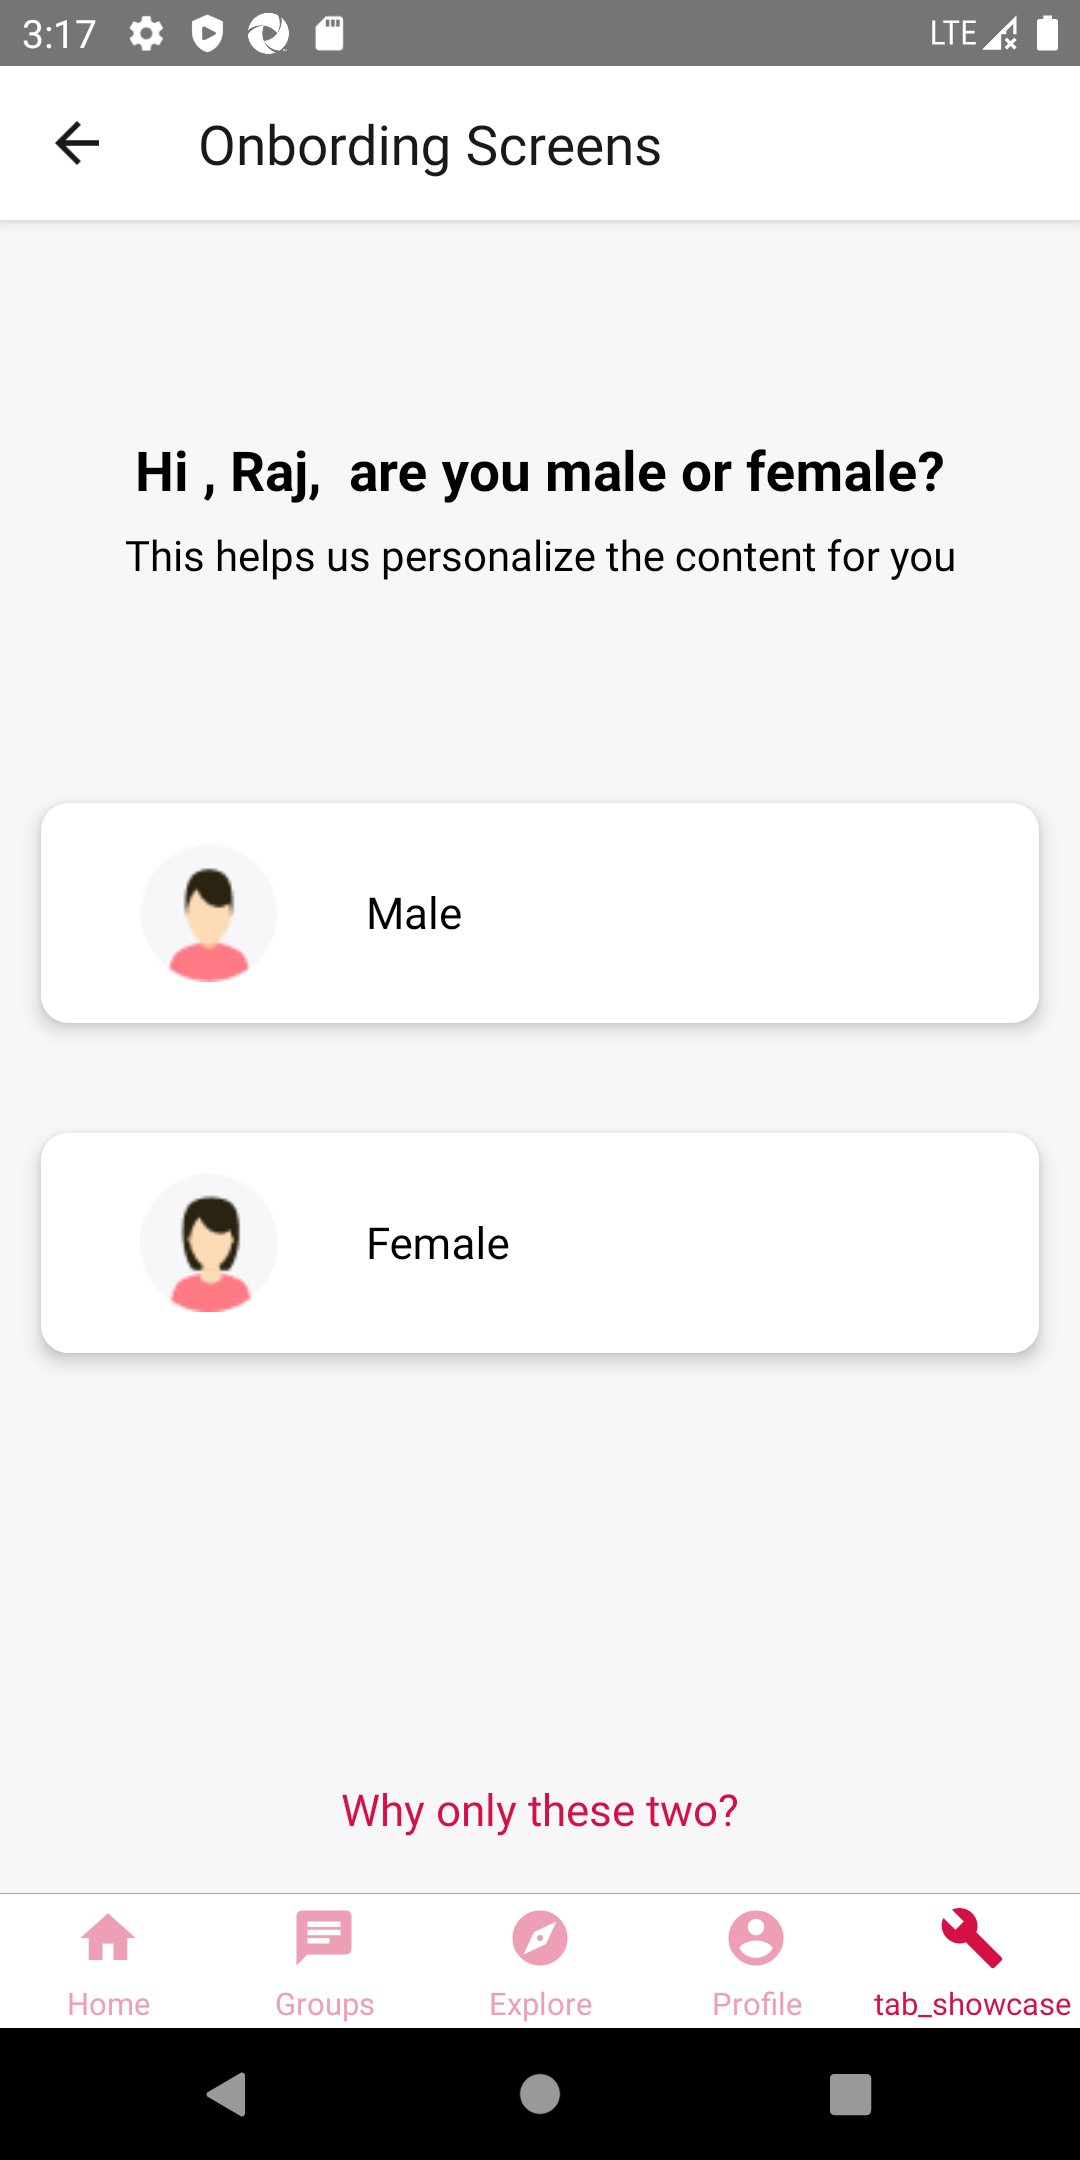 3:17 LTE
Onbording Screens
Hi , Raj,  are you male or female?
This helps us personalize the content for you
Male
Female
Why only these two?
Home Groups Explore Profile tab_showcase